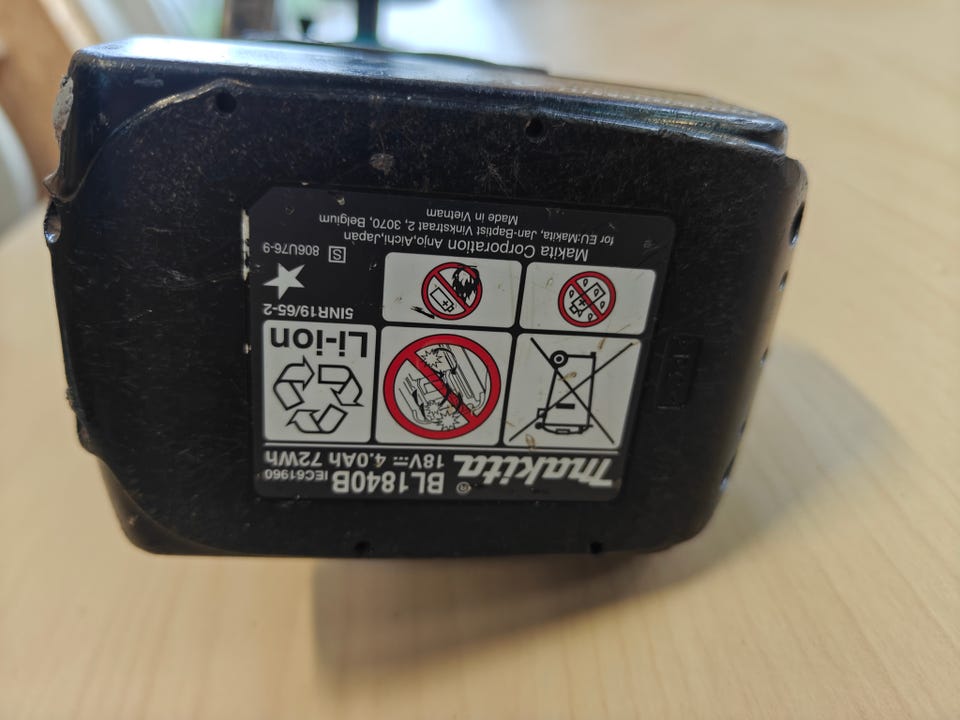 makita® BL1840B IEC61960
18V⎓ 4.0Ah 72Wh
Li-ion
5INR19/65-2
S 806U76-9
Makita Corporation Anjo,Aichi,Japan
for EU:Makita, Jan-Baptist Vinkstraat 2, 3070, Belgium
Made in Vietnam